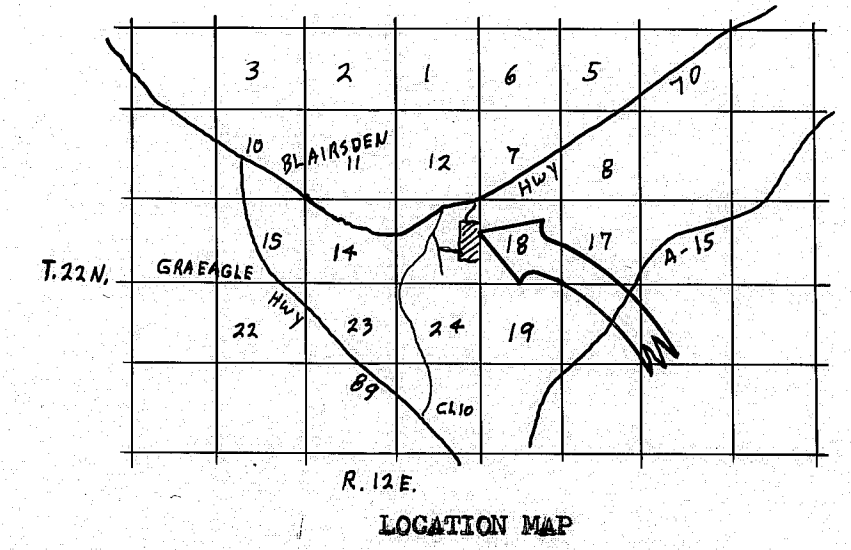 3 2 1 6 5
70
10 BLAIRSDEN
11 12 7 HWY 8
15 14 18 17 A-15
T.22N. GRAEAGLE
HWY
22 23 24 19
89 CLIO
R. 12 E.
LOCATION MAP